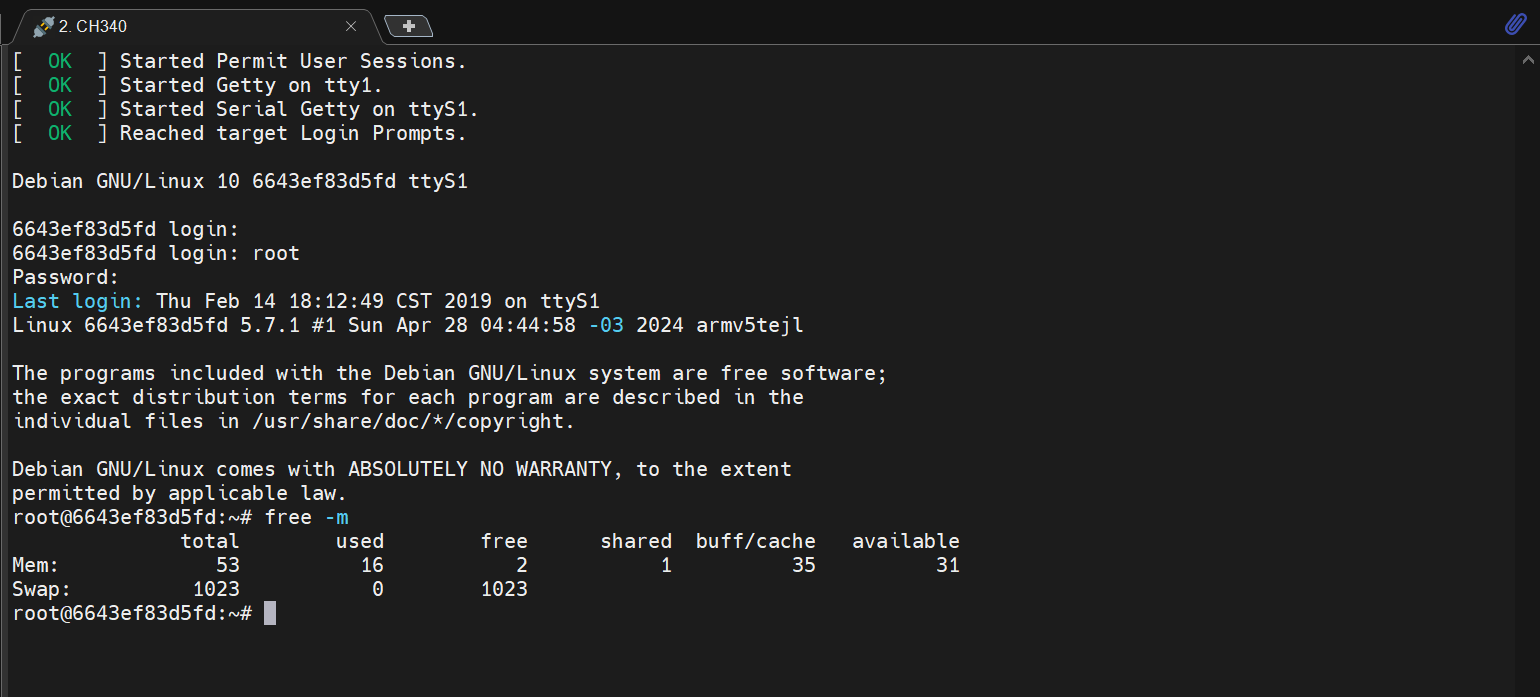 2. CH340
[  OK  ] Started Permit User Sessions.
[  OK  ] Started Getty on tty1.
[  OK  ] Started Serial Getty on ttyS1.
[  OK  ] Reached target Login Prompts.
Debian GNU/Linux 10 6643ef83d5fd ttyS1
6643ef83d5fd login:
6643ef83d5fd login: root
Password:
Last login: Thu Feb 14 18:12:49 CST 2019 on ttyS1
Linux 6643ef83d5fd 5.7.1 #1 Sun Apr 28 04:44:58 -03 2024 armv5tejl
The programs included with the Debian GNU/Linux system are free software;
the exact distribution terms for each program are described in the
individual files in /usr/share/doc/*/copyright.
Debian GNU/Linux comes with ABSOLUTELY NO WARRANTY, to the extent
permitted by applicable law.
root@6643ef83d5fd:~# free -m
              total        used        free      shared  buff/cache   available
Mem:             53          16           2           1          35          31
Swap:          1023           0        1023
root@6643ef83d5fd:~#